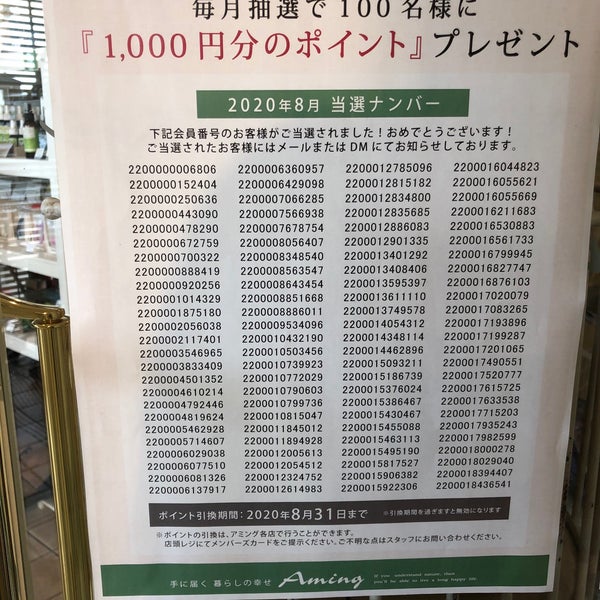 毎月抽選で100名様に
『1,000円分のポイント』プレゼント
2020年8月 当選ナンバー
下記会員番号のお客様がご当選されました！おめでとうございます！
ご当選されたお客様にはメールまたはDMにてお知らせしております。
2200000006806 2200006360957 2200012785096 2200016044823
2200000152404 2200006429098 2200012815182 2200016055621
2200000250636 2200007066285 2200012834800 2200016055669
2200000443090 2200007566938 2200012835685 2200016211683
2200000478290 2200007678754 2200012886083 2200016530883
2200000672759 2200008056407 2200012901335 2200016561733
2200000700322 2200008348540 2200013401292 2200016799945
2200000888419 2200008563547 2200013408406 2200016827747
2200000920256 2200008643454 2200013595397 2200016876103
2200001014329 2200008851668 2200013611110 2200017020079
2200001875180 2200008886011 2200013749578 2200017083265
2200002056038 2200009534096 2200014054312 2200017193896
2200002117401 2200010432190 2200014348114 2200017199287
2200003546965 2200010503456 2200014462896 2200017201065
2200003833409 2200010739923 2200015093211 2200017490551
2200004501352 2200010772029 2200015186739 2200017520777
2200004610214 2200010790603 2200015376024 2200017615725
2200004792446 2200010799736 2200015386467 2200017633538
2200004819624 2200010815047 2200015430467 2200017715203
2200005462928 2200011845012 2200015455088 2200017935243
2200005714607 2200011894928 2200015463113 2200017982599
2200006029038 2200012005613 2200015495190 2200018000278
2200006077510 2200012054512 2200015817527 2200018029040
2200006081326 2200012324752 2200015906382 2200018394407
2200006137917 2200012614983 2200015922306 2200018436541
ポイント引換期間：2020年8月31日まで ※引換期間を過ぎますと無効になります
※ポイントの引換は、アミング各店で行うことができます。
店頭レジにてメンバーズカードをご提示ください。ご不明な点はスタッフにお問い合わせください。
手に届く 暮らしの幸せ Aming If you understand nature, then
you'll be able to live a long happy life.